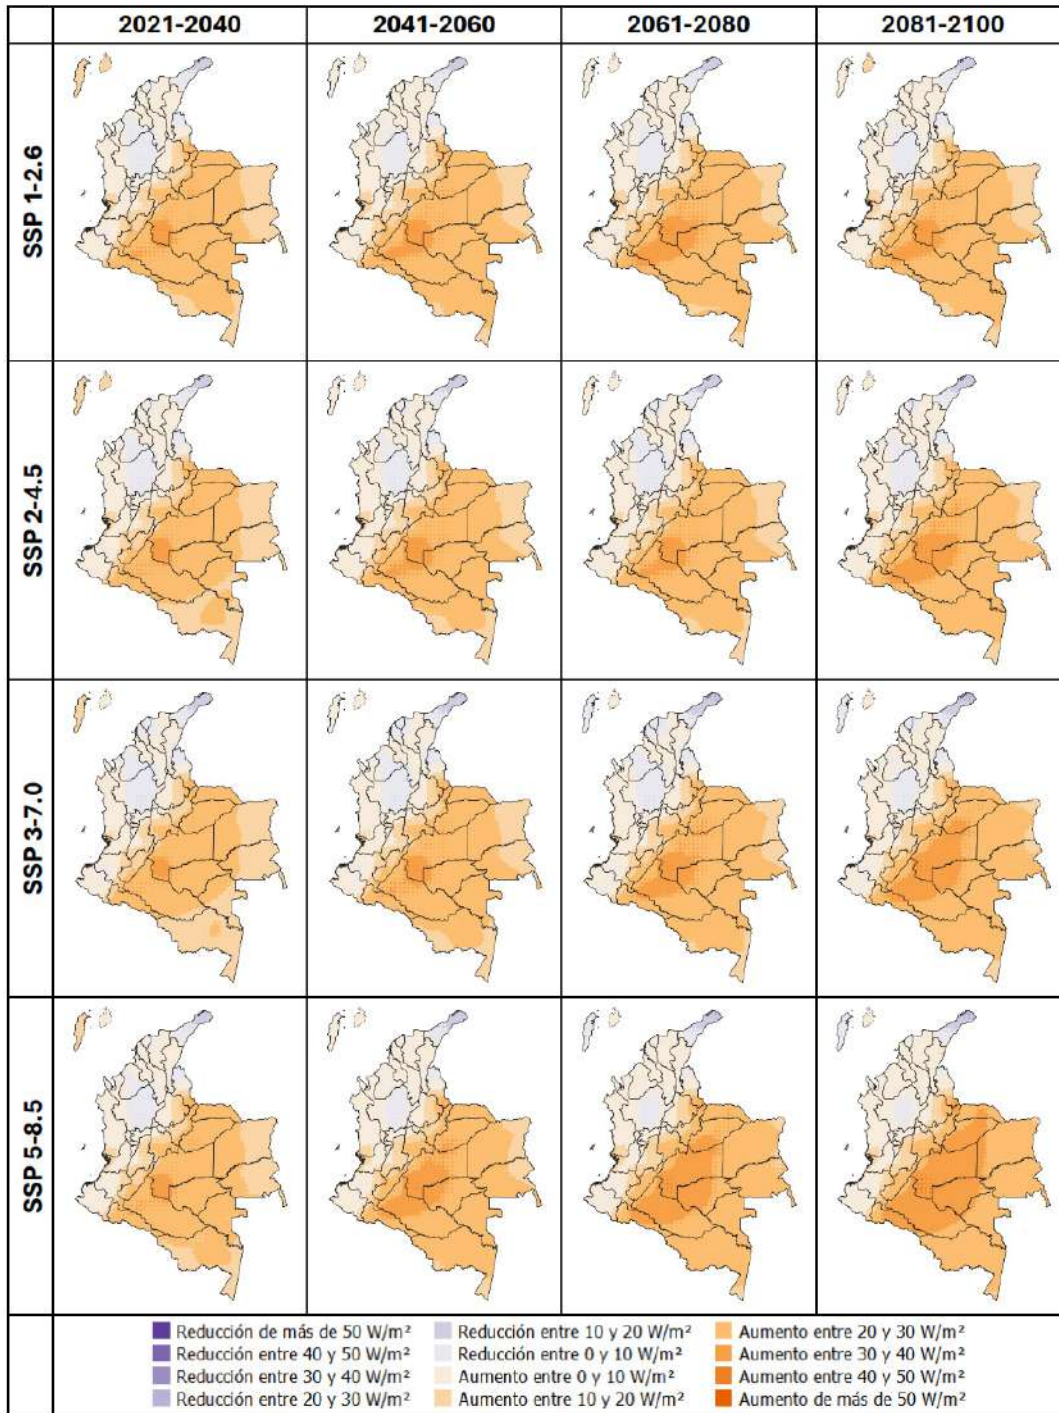 2021-2040 2041-2060 2061-2080 2081-2100
SSP 1-2.6
SSP 2-4.5
SSP 3-7.0
SSP 5-8.5
Reducción de más de 50 W/m² Reducción entre 10 y 20 W/m² Aumento entre 20 y 30 W/m²
Reducción entre 40 y 50 W/m² Reducción entre 0 y 10 W/m² Aumento entre 30 y 40 W/m²
Reducción entre 30 y 40 W/m² Aumento entre 0 y 10 W/m² Aumento entre 40 y 50 W/m²
Reducción entre 20 y 30 W/m² Aumento entre 10 y 20 W/m² Aumento de más de 50 W/m²